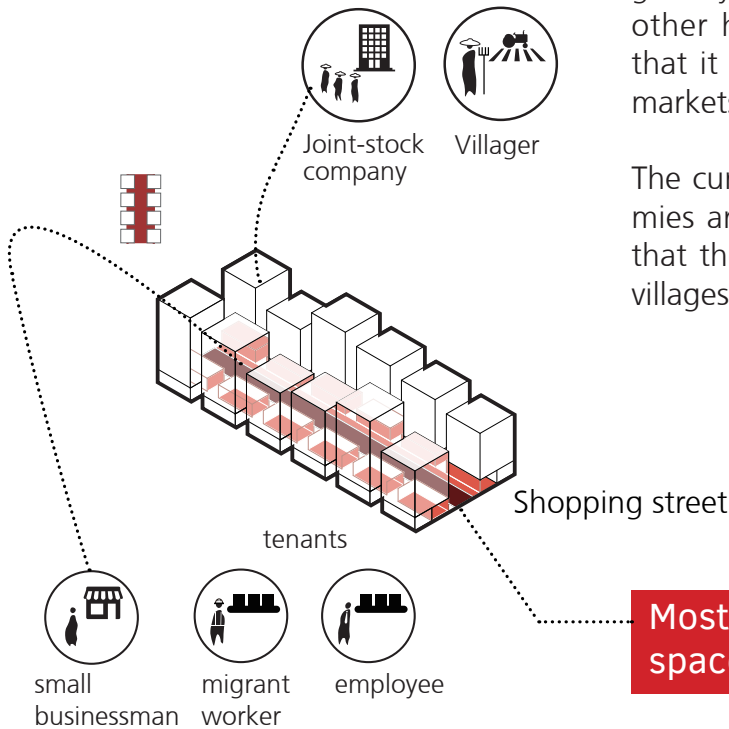 other
that it
markets
The cur
mies ar
that th
villages
Joint-stock
company
Villager
Shopping street
tenants
small
businessman
migrant
worker
employee
Most
spac